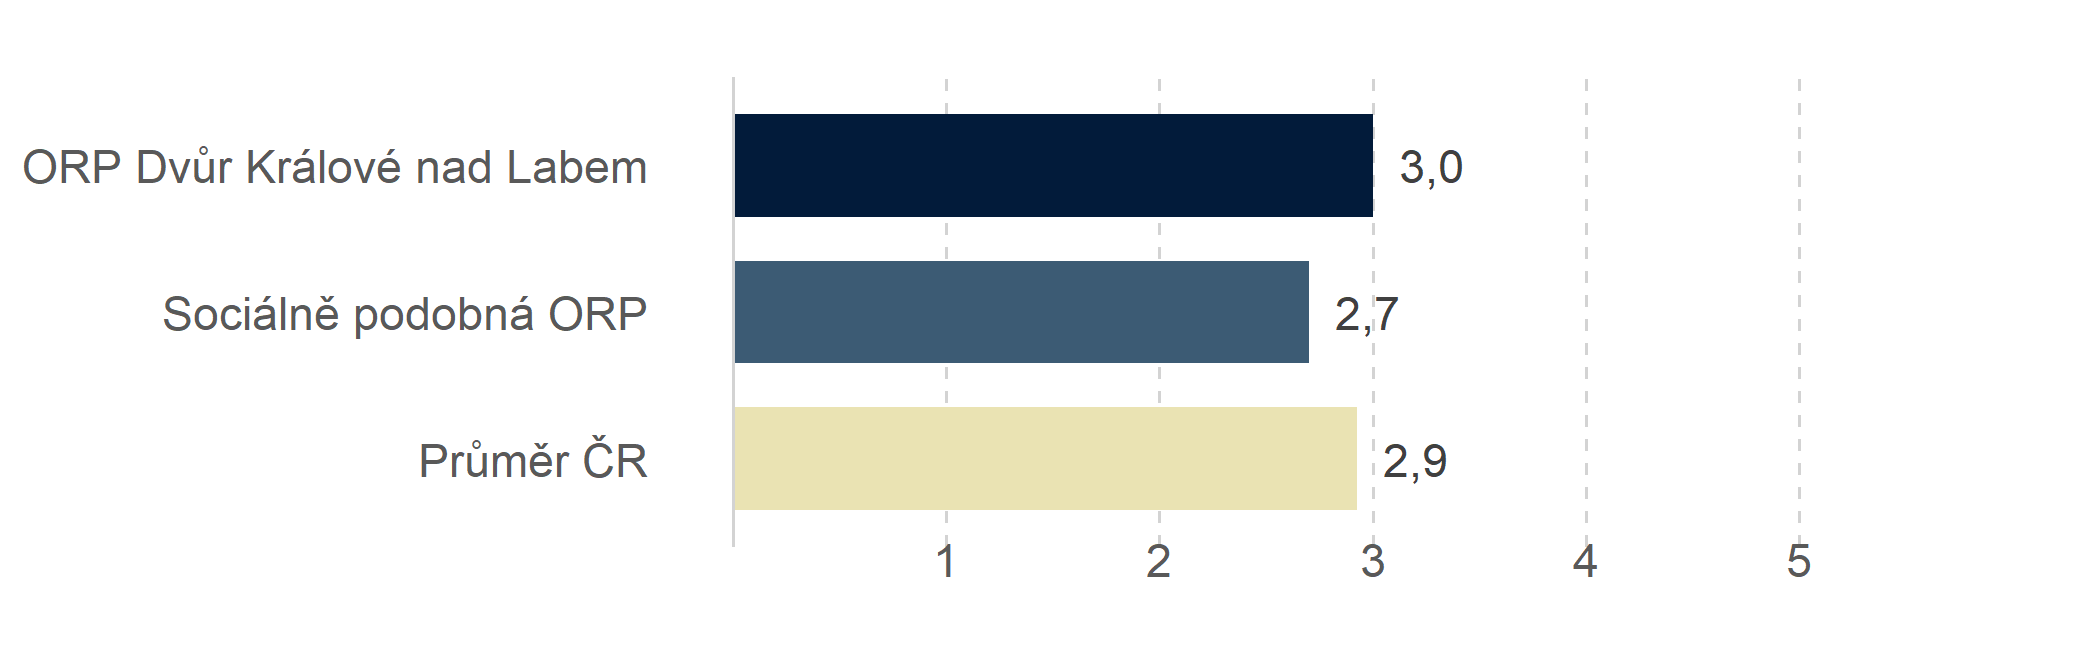 ORP Dvůr Králové nad Labem 3,0
Sociálně podobná ORP 2,7
Průměr ČR 2,9
1 2 3 4 5